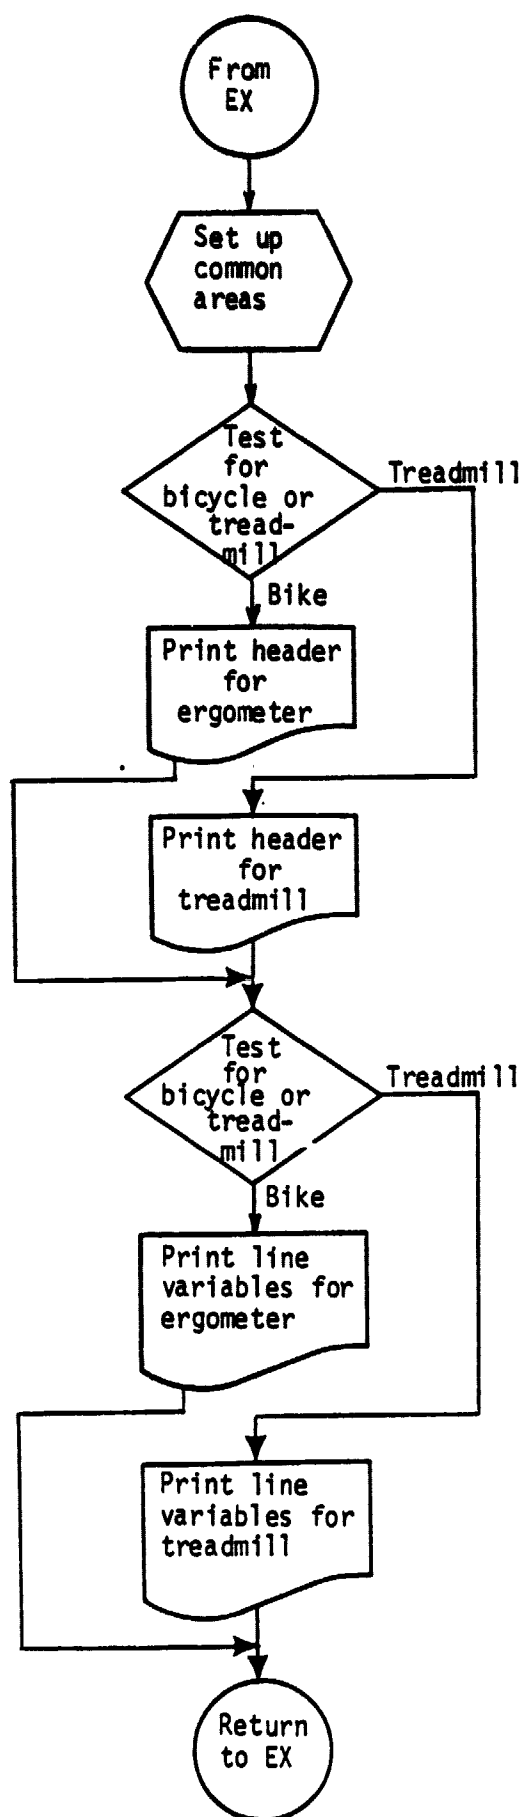 From
EX
Set up
common
areas
Test
for
bicycle or
tread-
mill
Treadmill
Bike
Print header
for
ergometer
Print header
for
treadmill
Test
for
bicycle or
tread-
mill
Treadmill
Bike
Print line
variables for
ergometer
Print line
variables for
treadmill
Return
to EX